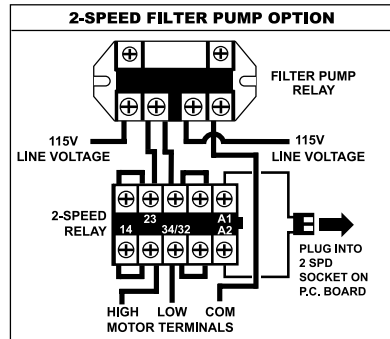 2-SPEED FILTER PUMP OPTION
FILTER PUMP
RELAY
115V
LINE VOLTAGE
115V
LINE VOLTAGE
2-SPEED
RELAY
23
14
34/32
A1
A2
PLUG INTO
2 SPD
SOCKET ON
P.C. BOARD
HIGH LOW COM
MOTOR TERMINALS